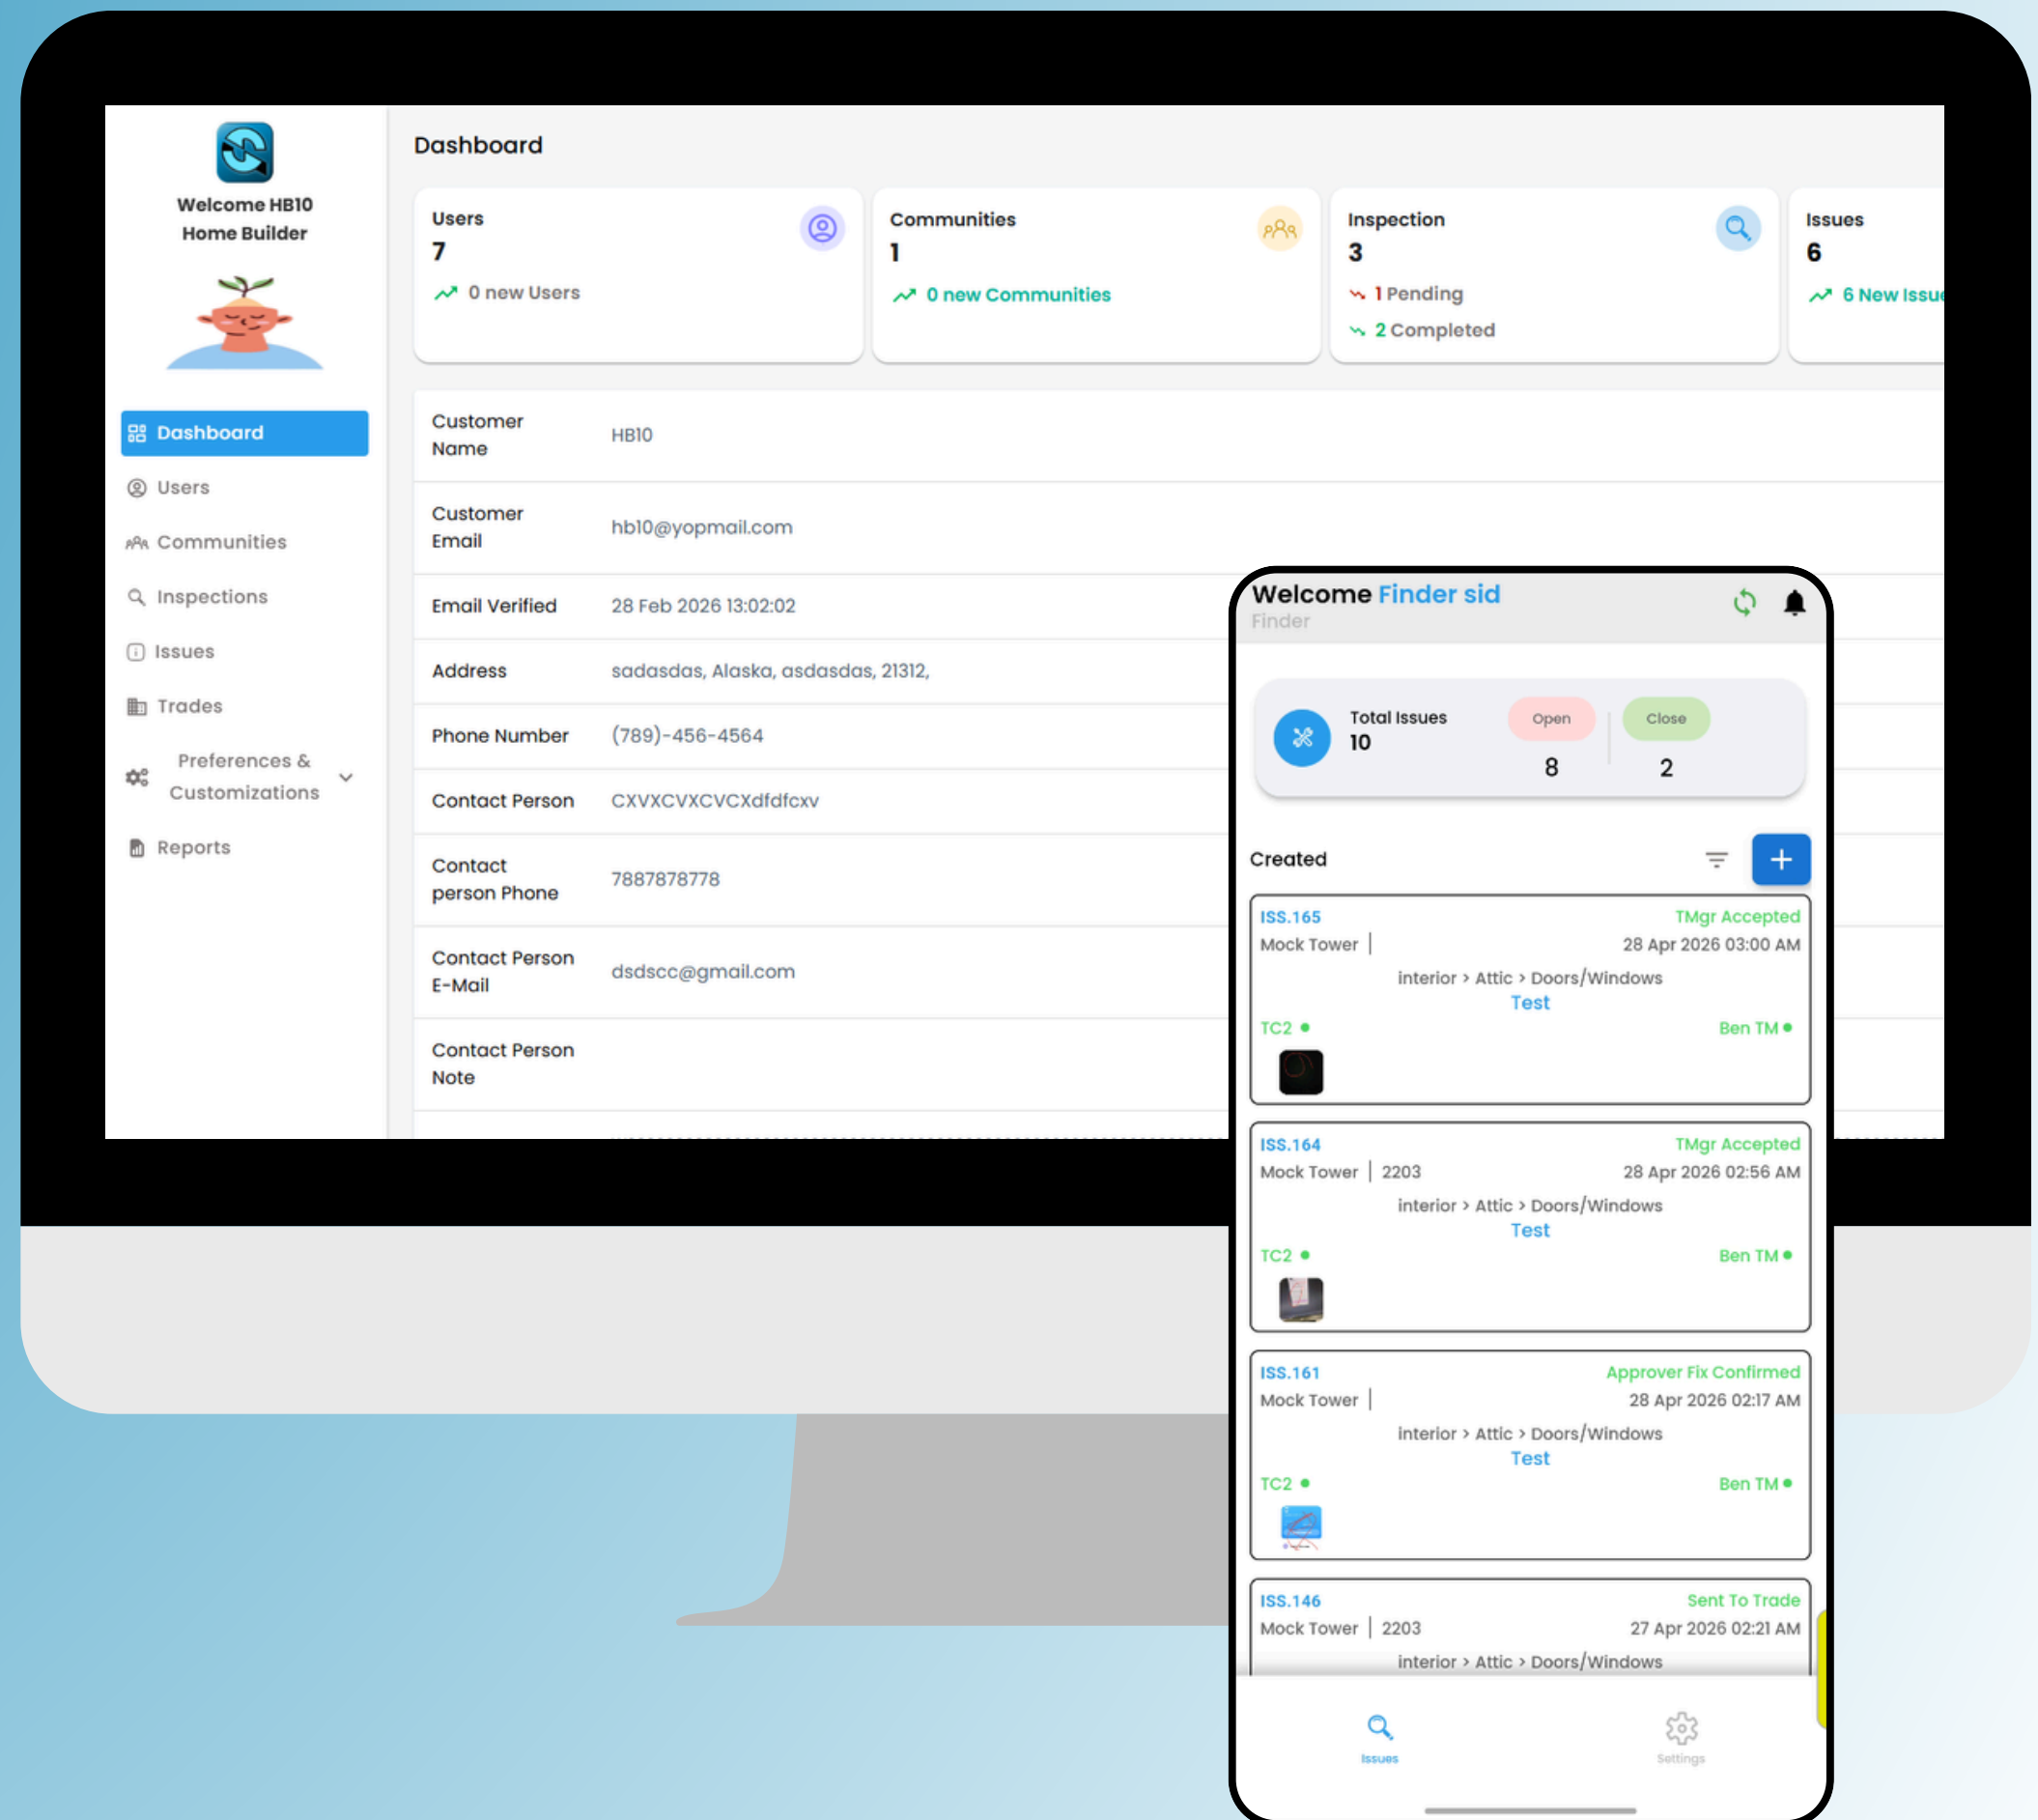 Welcome HB10
Home Builder
Dashboard
Users
Communities
Inspections
Issues
Trades
Preferences &
Customizations
Reports
Dashboard
Users
7
0 new Users
Communities
1
0 new Communities
Inspection
3
1 Pending
2 Completed
Issues
6
6 New Issue
Customer
Name
HB10
Customer
Email
hb10@yopmail.com
Email Verified
28 Feb 2026 13:02:02
Address
sadasdas, Alaska, asdasdas, 21312,
Phone Number
(789)-456-4564
Contact Person
CXVXCVXCVCXdfdfcxv
Contact
person Phone
7887878778
Contact Person
E-Mail
dsdscc@gmail.com
Contact Person
Note
Welcome Finder sid
Finder
Total Issues
10
Open
8
Close
2
Created
ISS.165
TMgr Accepted
Mock Tower |
28 Apr 2026 03:00 AM
interior > Attic > Doors/Windows
Test
TC2
Ben TM
ISS.164
TMgr Accepted
Mock Tower | 2203
28 Apr 2026 02:56 AM
interior > Attic > Doors/Windows
Test
TC2
Ben TM
ISS.161
Approver Fix Confirmed
Mock Tower |
28 Apr 2026 02:17 AM
interior > Attic > Doors/Windows
Test
TC2
Ben TM
ISS.146
Sent To Trade
Mock Tower | 2203
27 Apr 2026 02:21 AM
interior > Attic > Doors/Windows
Issues
Settings